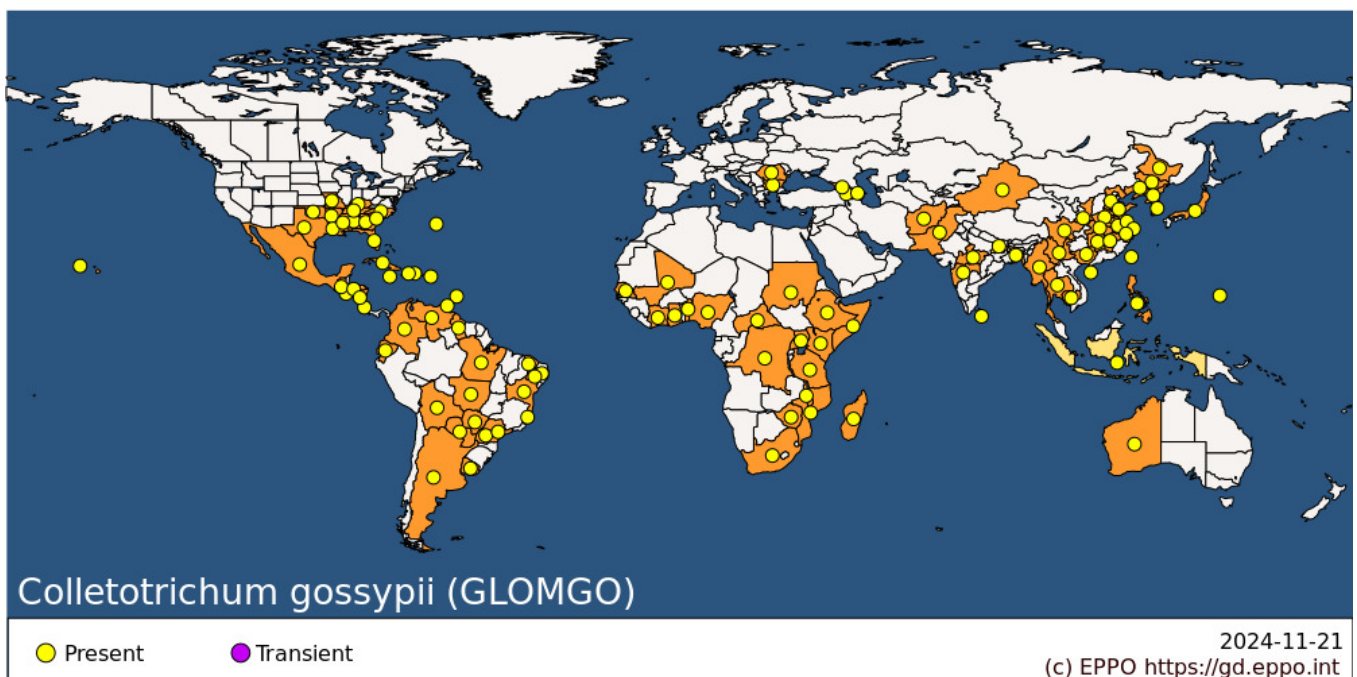 Colletotrichum gossypii (GLOMGO)
Present
Transient
2024-11-21
(c) EPPO https://gd.eppo.int